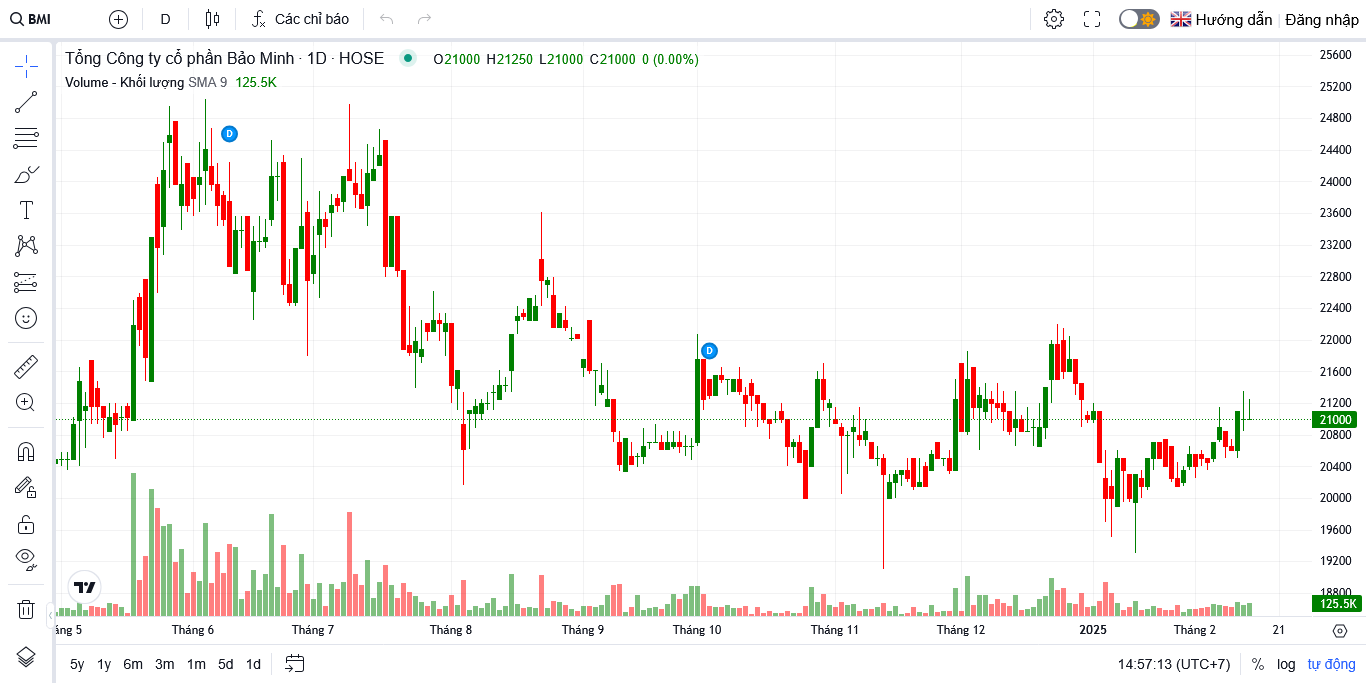 BMI D Các chỉ báo Hướng dẫn Đăng nhập
Tổng Công ty cổ phần Bảo Minh · 1D · HOSE O21000 H21250 L21000 C21000 0 (0.00%)
Volume - Khối lượng SMA 9 125.5K
D
D
25600
25200
24800
24400
24000
23600
23200
22800
22400
22000
21600
21200
21000
20800
20400
20000
19600
19200
18800
125.5K
áng 5 Tháng 6 Tháng 7 Tháng 8 Tháng 9 Tháng 10 Tháng 11 Tháng 12 2025 Tháng 2 21
5y 1y 6m 3m 1m 5d 1d 14:57:13 (UTC+7) % log tự động